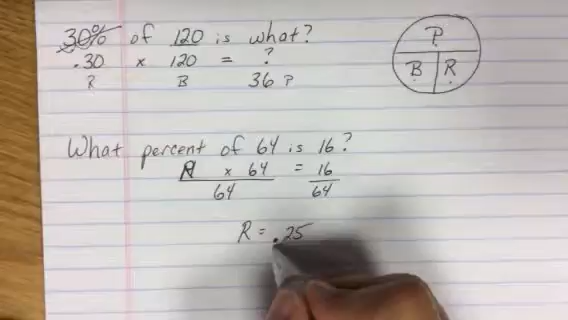 30% of 120 is what?
.30 x 120 = ?
R B 36 P
P
B R
What percent of 64 is 16?
R x 64 = 16
64 64
R = .25